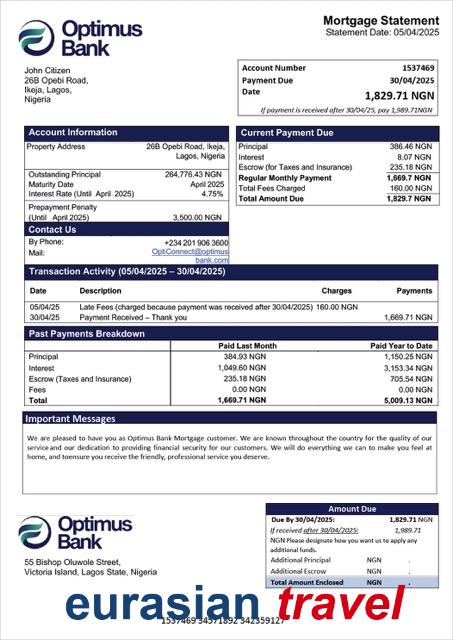 Optimus
Bank
Mortgage Statement
Statement Date: 05/04/2025
John Citizen
26B Opebi Road,
Ikeja, Lagos,
Nigeria
Account Number 1537469
Payment Due 30/04/2025
Date 1,829.71 NGN
If payment is received after 30/04/25, pay 1,989.71NGN
Account Information
Property Address 26B Opebi Road, Ikeja,
Lagos, Nigeria
Outstanding Principal 264,776.43 NGN
Maturity Date April 2025
Interest Rate (Until April 2025) 4.75%
Prepayment Penalty
(Until April 2025) 3,500.00 NGN
Contact Us
By Phone: +234 201 906 3600
Mail: OptiConnect@optimus
bank.com
Current Payment Due
Principal 386.46 NGN
Interest 8.07 NGN
Escrow (for Taxes and Insurance) 235.18 NGN
Regular Monthly Payment 1,669.7 NGN
Total Fees Charged 160.00 NGN
Total Amount Due 1,829.7 NGN
Transaction Activity (05/04/2025 – 30/04/2025)
Date Description Charges Payments
05/04/25 Late Fees (charged because payment was received after 30/04/2025) 160.00 NGN
30/04/25 Payment Received – Thank you 1,669.71 NGN
Past Payments Breakdown
Paid Last Month Paid Year to Date
Principal 384.93 NGN 1,150.25 NGN
Interest 1,049.60 NGN 3,153.34 NGN
Escrow (Taxes and Insurance) 235.18 NGN 705.54 NGN
Fees 0.00 NGN 0.00 NGN
Total 1,669.71 NGN 5,009.13 NGN
Important Messages
We are pleased to have you as Optimus Bank Mortgage customer. We are known throughout the country for the quality of our
service and our dedication to providing financial security for our customers. We will do everything we can to make you feel at
home, and toensure you receive the friendly, professional service you deserve.
Optimus
Bank
55 Bishop Oluwole Street,
Victoria Island, Lagos State, Nigeria
Amount Due
Due By 30/04/2025: 1,829.71 NGN
If received after 30/04/2025: 1,989.71
NGN Please designate how you want us to apply any
additional funds.
Additional Principal NGN .
Additional Escrow NGN .
Total Amount Enclosed NGN .
eurasian travel
1537469 34571892 342359127